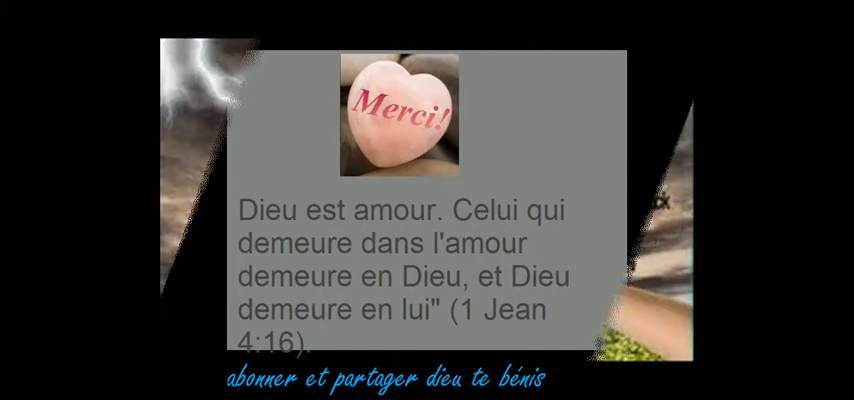 Merci!
Dieu est amour. Celui qui
demeure dans l'amour
demeure en Dieu, et Dieu
demeure en lui" (1 Jean
4:16).
abonner et partager dieu te bénis